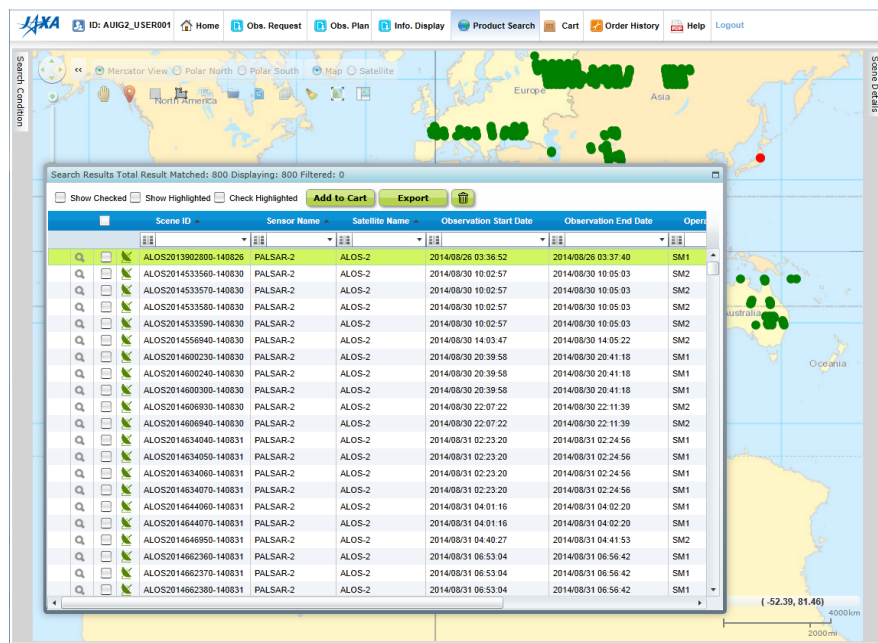 JAXA ID: AUIG2_USER001 Home Obs. Request Obs. Plan Info. Display Product Search Cart Order History Help Logout
Search Condition
Scene Details
<< Mercator View Polar North Polar South Map Satellite
North America
Europe
Asia
Search Results Total Result Matched: 800 Displaying: 800 Filtered: 0
Show Checked Show Highlighted Check Highlighted Add to Cart Export
Scene ID Sensor Name Satellite Name Observation Start Date Observation End Date Opera
ALOS2013902800-140826 PALSAR-2 ALOS-2 2014/08/26 03:36:52 2014/08/26 03:37:40 SM1
ALOS2014533560-140830 PALSAR-2 ALOS-2 2014/08/30 10:02:57 2014/08/30 10:05:03 SM2
ALOS2014533570-140830 PALSAR-2 ALOS-2 2014/08/30 10:02:57 2014/08/30 10:05:03 SM2
ALOS2014533580-140830 PALSAR-2 ALOS-2 2014/08/30 10:02:57 2014/08/30 10:05:03 SM2
ALOS2014533590-140830 PALSAR-2 ALOS-2 2014/08/30 10:02:57 2014/08/30 10:05:03 SM2
ALOS2014556940-140830 PALSAR-2 ALOS-2 2014/08/30 14:03:47 2014/08/30 14:05:22 SM2
ALOS2014600230-140830 PALSAR-2 ALOS-2 2014/08/30 20:39:58 2014/08/30 20:41:18 SM1
ALOS2014600240-140830 PALSAR-2 ALOS-2 2014/08/30 20:39:58 2014/08/30 20:41:18 SM1
ALOS2014600300-140830 PALSAR-2 ALOS-2 2014/08/30 20:39:58 2014/08/30 20:41:18 SM1
ALOS2014606930-140830 PALSAR-2 ALOS-2 2014/08/30 22:07:22 2014/08/30 22:11:39 SM2
ALOS2014606940-140830 PALSAR-2 ALOS-2 2014/08/30 22:07:22 2014/08/30 22:11:39 SM2
ALOS2014634040-140831 PALSAR-2 ALOS-2 2014/08/31 02:23:20 2014/08/31 02:24:56 SM1
ALOS2014634050-140831 PALSAR-2 ALOS-2 2014/08/31 02:23:20 2014/08/31 02:24:56 SM1
ALOS2014634060-140831 PALSAR-2 ALOS-2 2014/08/31 02:23:20 2014/08/31 02:24:56 SM1
ALOS2014634070-140831 PALSAR-2 ALOS-2 2014/08/31 02:23:20 2014/08/31 02:24:56 SM1
ALOS2014644060-140831 PALSAR-2 ALOS-2 2014/08/31 04:01:16 2014/08/31 04:02:20 SM1
ALOS2014644070-140831 PALSAR-2 ALOS-2 2014/08/31 04:01:16 2014/08/31 04:02:20 SM1
ALOS2014646950-140831 PALSAR-2 ALOS-2 2014/08/31 04:40:27 2014/08/31 04:41:53 SM2
ALOS2014662360-140831 PALSAR-2 ALOS-2 2014/08/31 06:53:04 2014/08/31 06:56:42 SM1
ALOS2014662370-140831 PALSAR-2 ALOS-2 2014/08/31 06:53:04 2014/08/31 06:56:42 SM1
ALOS2014662380-140831 PALSAR-2 ALOS-2 2014/08/31 06:53:04 2014/08/31 06:56:42 SM1
ustralia
Oceania
( -52.39, 81.46)
4000 km
2000 mi